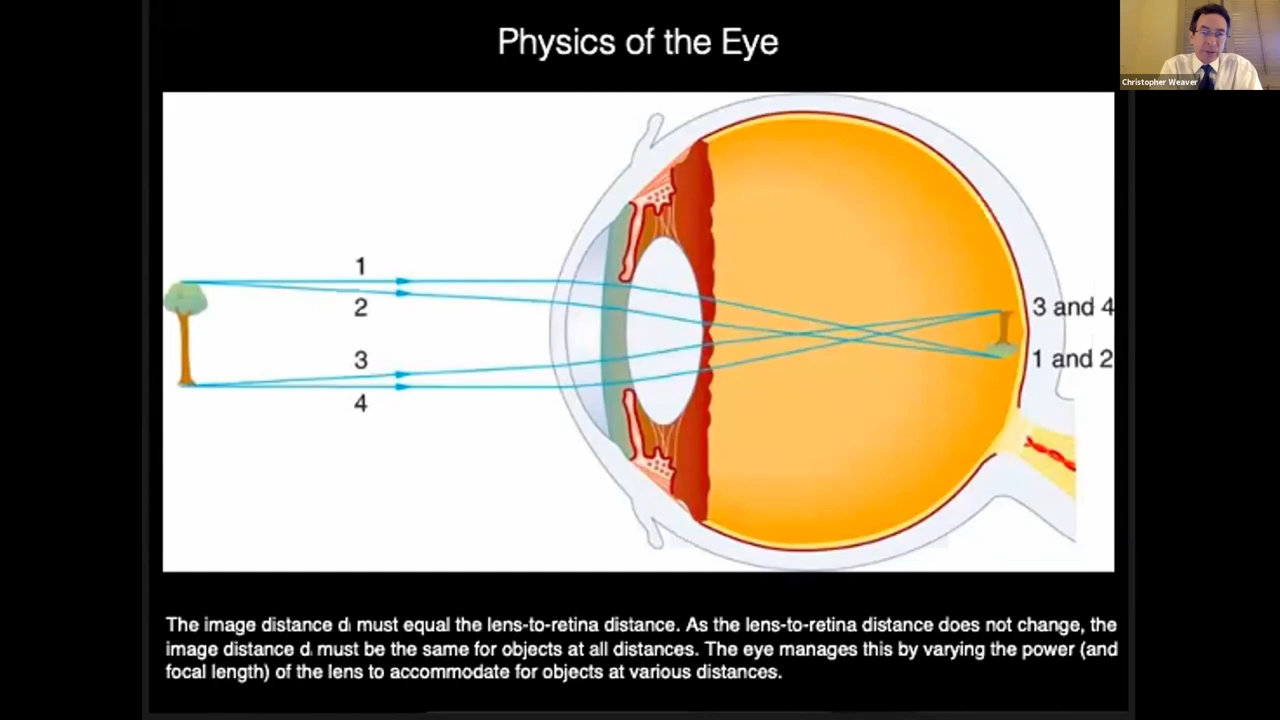 Physics of the Eye
Christopher Weaver
1
2
3
4
3 and 4
1 and 2
The image distance di must equal the lens-to-retina distance. As the lens-to-retina distance does not change, the
image distance di must be the same for objects at all distances. The eye manages this by varying the power (and
focal length) of the lens to accommodate for objects at various distances.